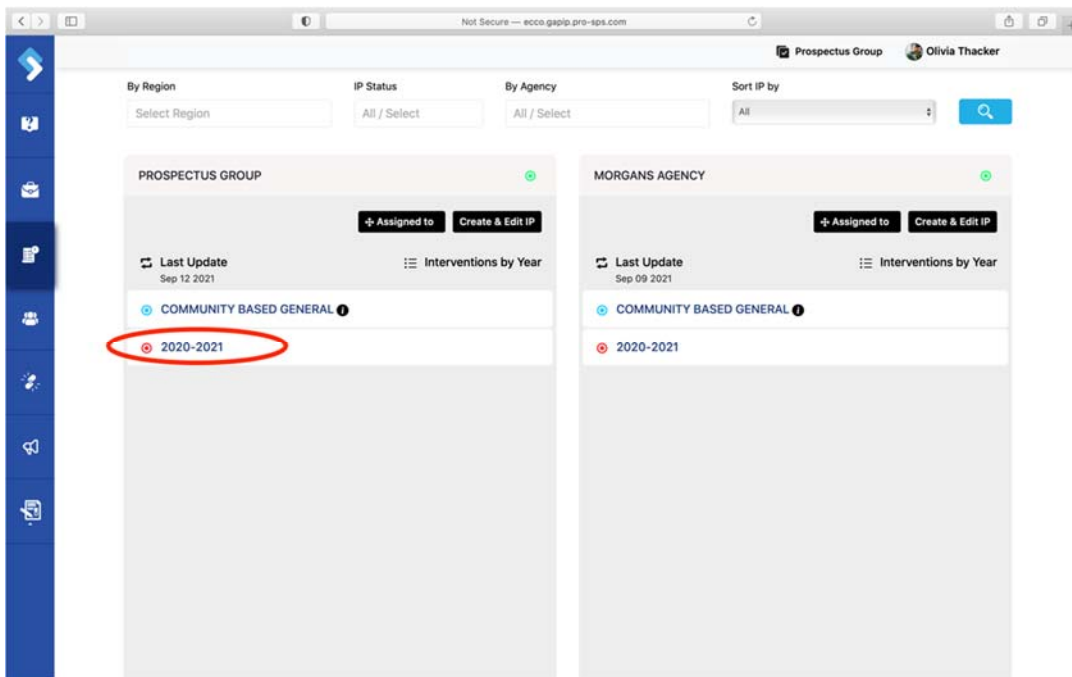 Not Secure — ecco.gapip.pro-sps.com
Prospectus Group Olivia Thacker
By Region IP Status By Agency Sort IP by
Select Region All / Select All / Select All
PROSPECTUS GROUP
Assigned to Create & Edit IP
Last Update Interventions by Year
Sep 12 2021
COMMUNITY BASED GENERAL
2020-2021
MORGANS AGENCY
Assigned to Create & Edit IP
Last Update Interventions by Year
Sep 09 2021
COMMUNITY BASED GENERAL
2020-2021